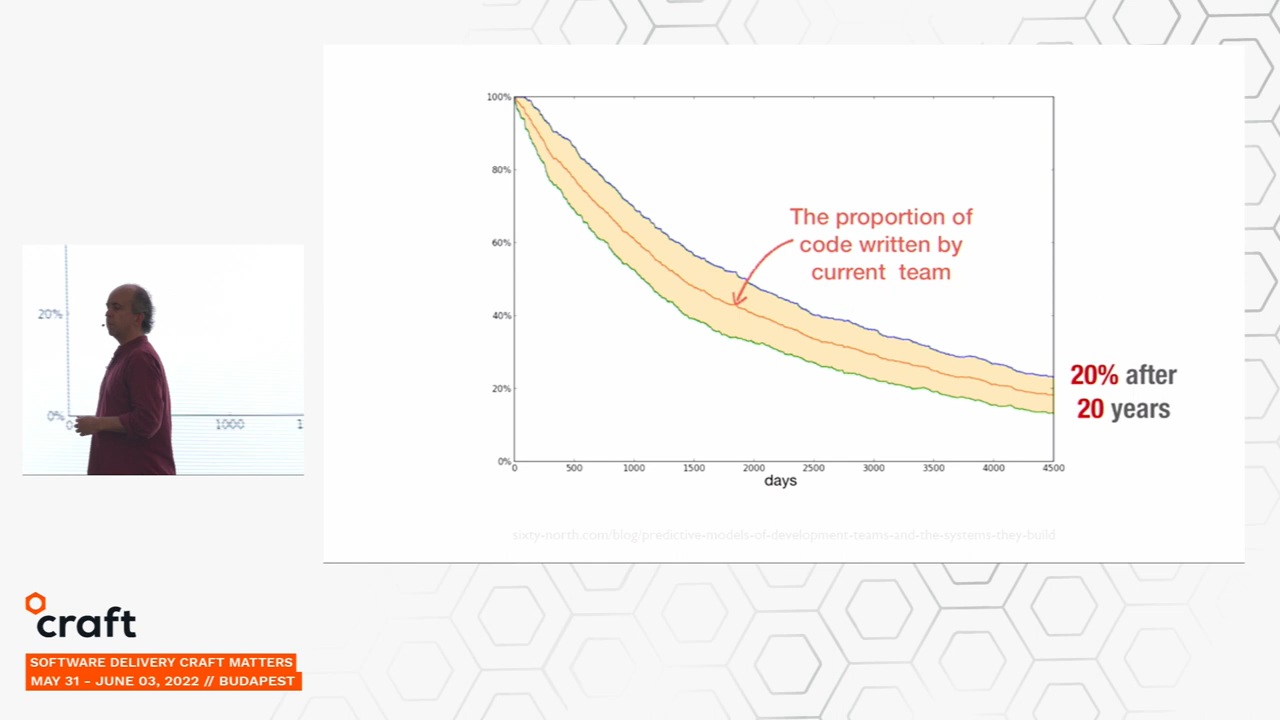 100%
80%
60%
40%
20%
0%
0 500 1000 1500 2000 2500 3000 3500 4000 4500
days
The proportion of
code written by
current team
20% after
20 years
sixty-north.com/blog/predictive-models-of-development-teams-and-the-systems-they-build
20%
0%
0
1000
1
craft
SOFTWARE DELIVERY CRAFT MATTERS
MAY 31 - JUNE 03, 2022 // BUDAPEST